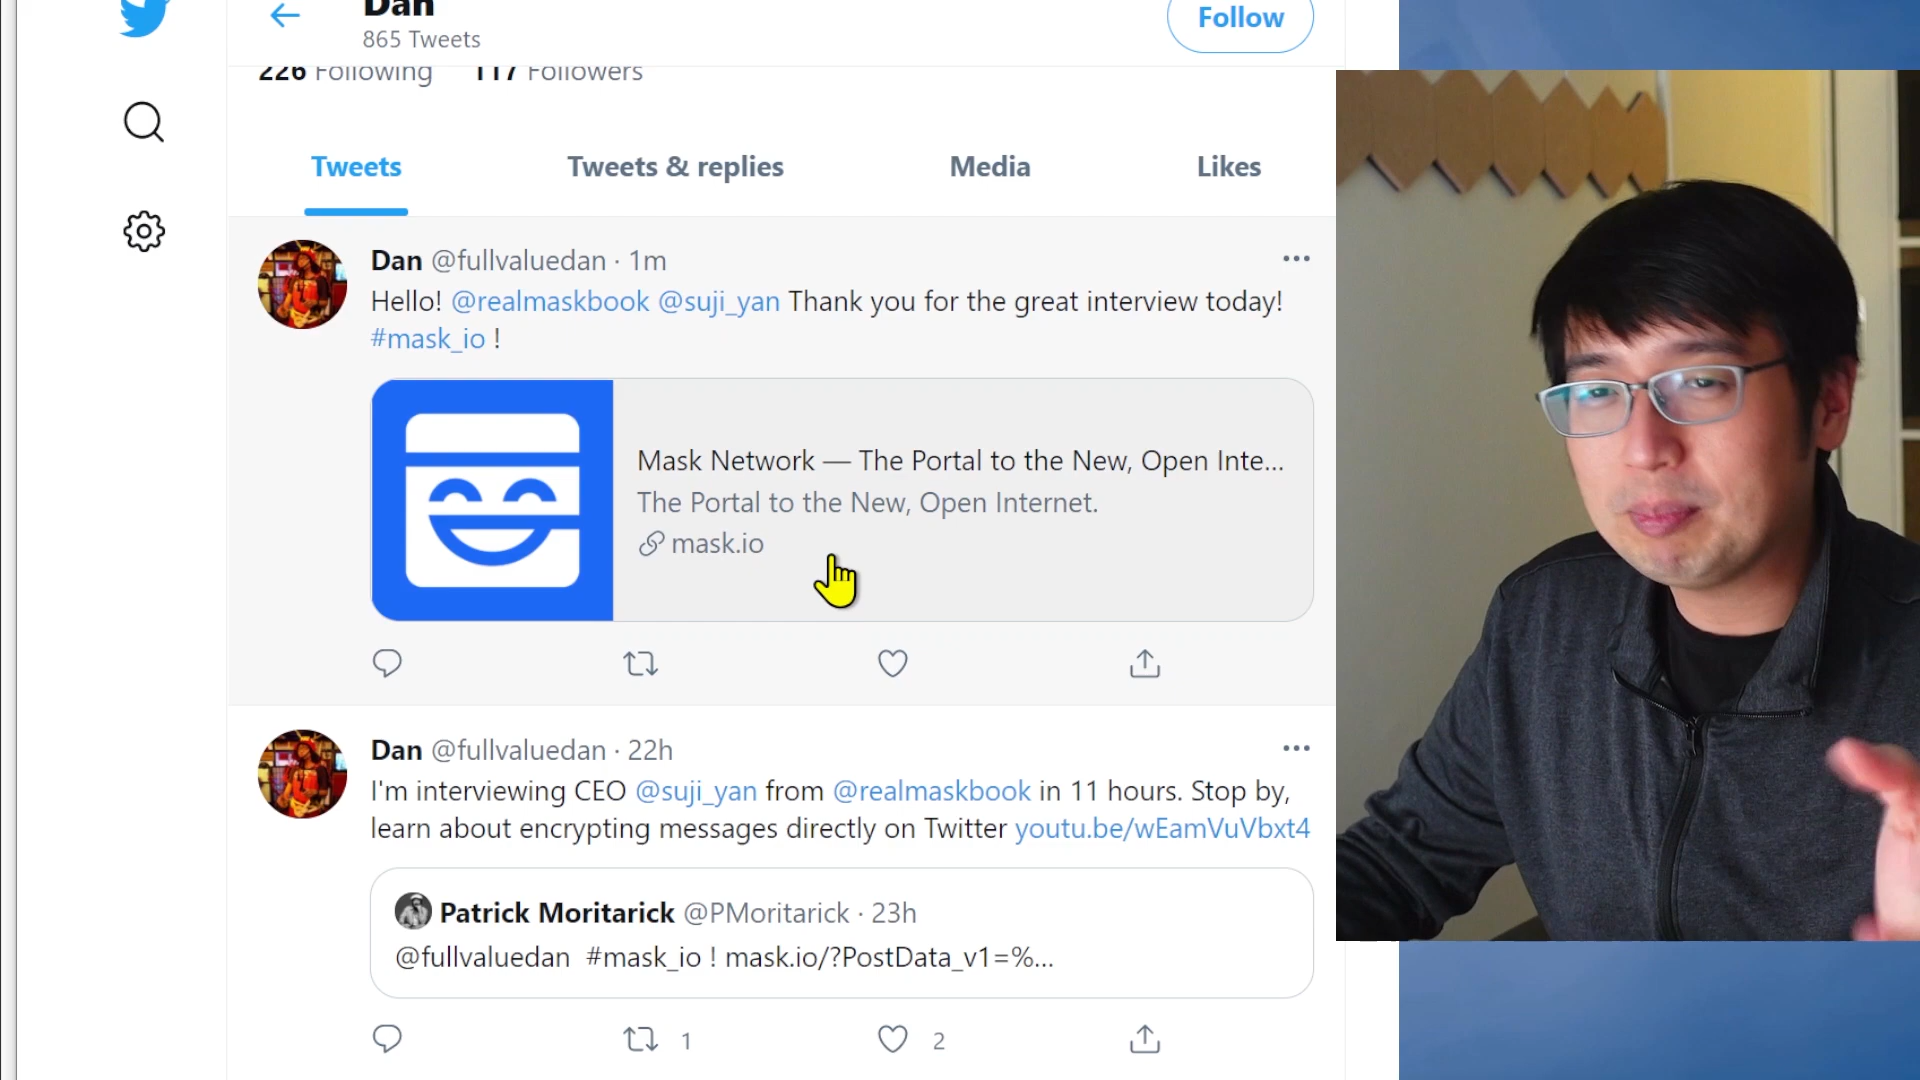 Dan
865 Tweets
Follow
226 Following 117 Followers
Tweets Tweets & replies Media Likes
Dan @fullvaluedan · 1m
Hello! @realmaskbook @suji_yan Thank you for the great interview today!
#mask_io !
Mask Network — The Portal to the New, Open Inte...
The Portal to the New, Open Internet.
mask.io
Dan @fullvaluedan · 22h
I'm interviewing CEO @suji_yan from @realmaskbook in 11 hours. Stop by,
learn about encrypting messages directly on Twitter youtu.be/wEamVuVbxt4
Patrick Moritarick @PMoritarick · 23h
@fullvaluedan #mask_io ! mask.io/?PostData_v1=%...
1 2